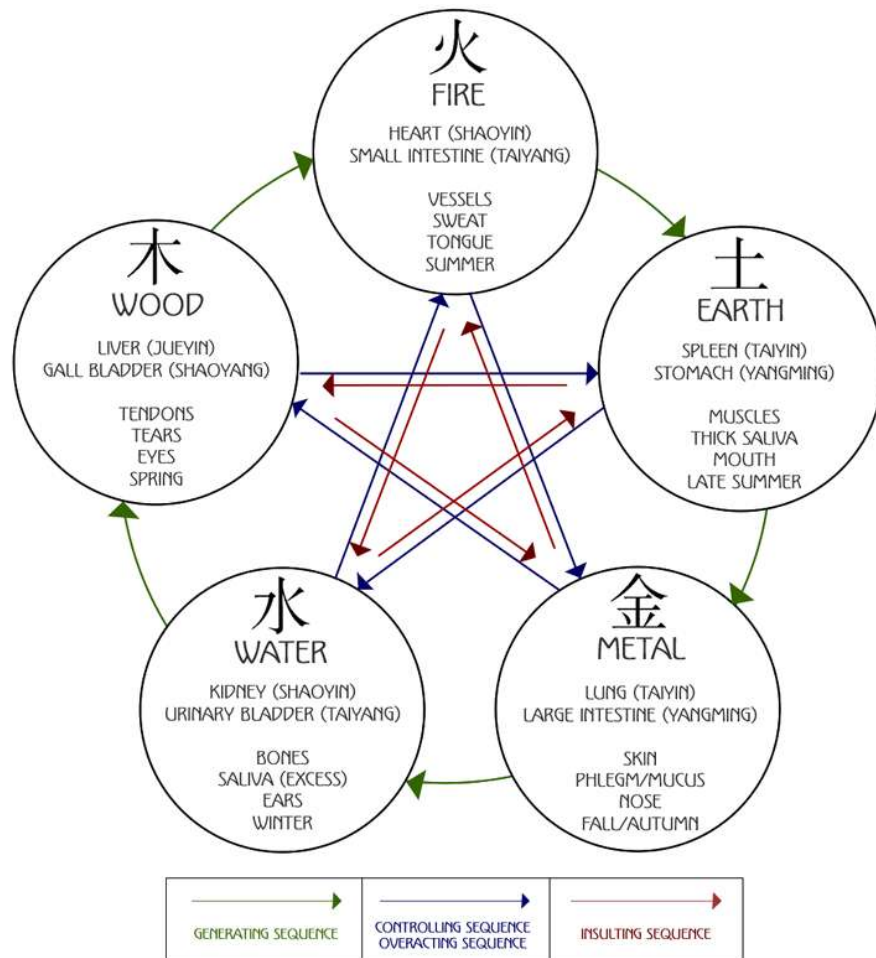 火
FIRE
HEART (SHAOYIN)
SMALL INTESTINE (TAIYANG)
VESSELS
SWEAT
TONGUE
SUMMER
木
WOOD
LIVER (JUEYIN)
GALL BLADDER (SHAOYANG)
TENDONS
TEARS
EYES
SPRING
土
EARTH
SPLEEN (TAIYIN)
STOMACH (YANGMING)
MUSCLES
THICK SALIVA
MOUTH
LATE SUMMER
水
WATER
KIDNEY (SHAOYIN)
URINARY BLADDER (TAIYANG)
BONES
SALIVA (EXCESS)
EARS
WINTER
金
METAL
LUNG (TAIYIN)
LARGE INTESTINE (YANGMING)
SKIN
PHLEGM/MUCUS
NOSE
FALL/AUTUMN
GENERATING SEQUENCE
CONTROLLING SEQUENCE
OVERACTING SEQUENCE
INSULTING SEQUENCE